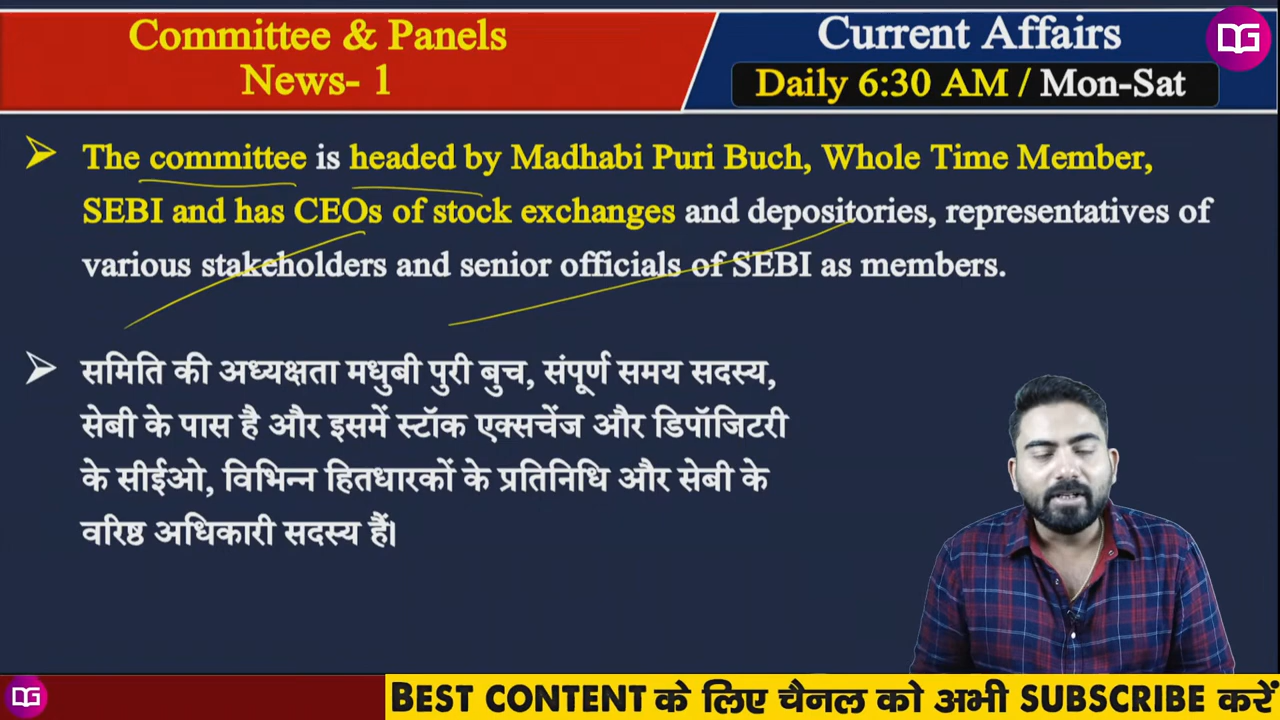 Committee & Panels
News- 1
Current Affairs
Daily 6:30 AM / Mon-Sat
DG
The committee is headed by Madhabi Puri Buch, Whole Time Member,
SEBI and has CEOs of stock exchanges and depositories, representatives of
various stakeholders and senior officials of SEBI as members.
समिति की अध्यक्षता मधुबी पुरी बुच, संपूर्ण समय सदस्य,
सेबी के पास है और इसमें स्टॉक एक्सचेंज और डिपॉजिटरी
के सीईओ, विभिन्न हितधारकों के प्रतिनिधि और सेबी के
वरिष्ठ अधिकारी सदस्य हैं।
DG
BEST CONTENT के लिए चैनल को अभी SUBSCRIBE करें